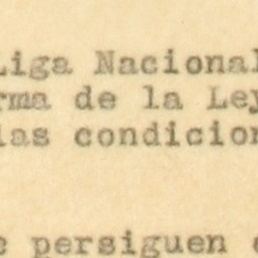 Liga Nacional
rma de la Ley
las condicion
persiguen